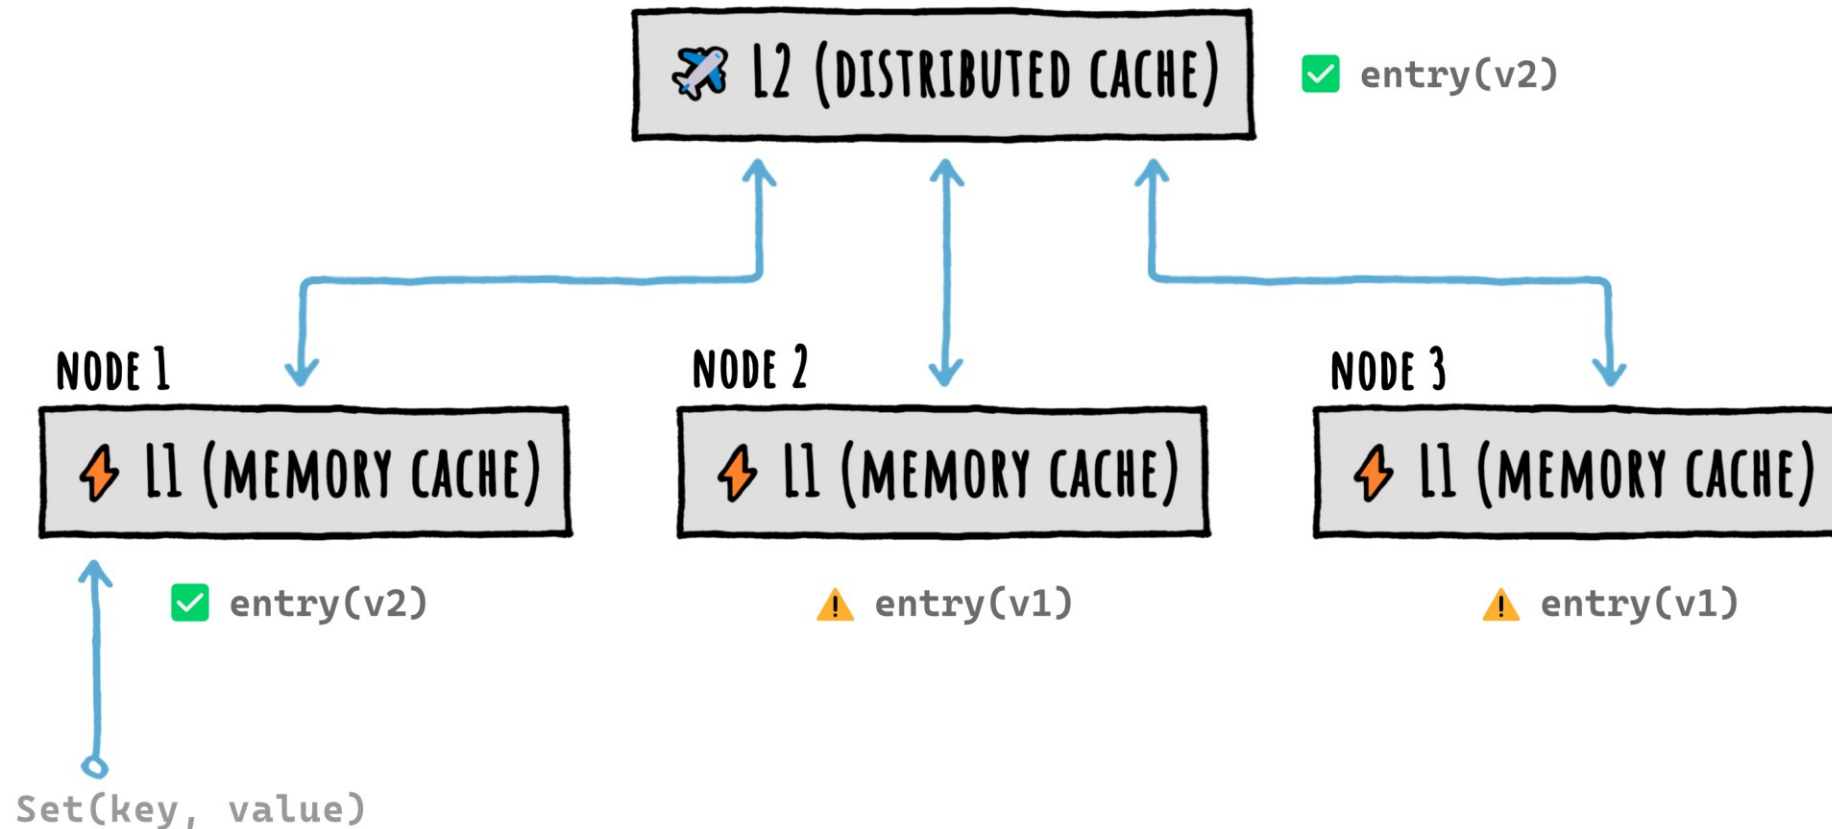 L2 (DISTRIBUTED CACHE)
entry(v2)
NODE 1
NODE 2
NODE 3
L1 (MEMORY CACHE)
L1 (MEMORY CACHE)
L1 (MEMORY CACHE)
entry(v2)
entry(v1)
entry(v1)
Set(key, value)